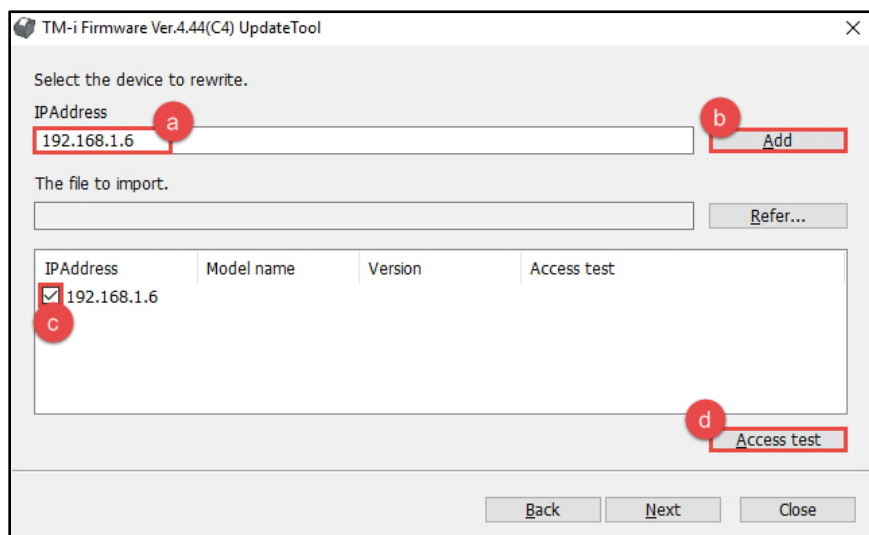 TM-i Firmware Ver.4.44(C4) UpdateTool
Select the device to rewrite.
IPAddress
a
b
192.168.1.6
Add
The file to import.
Refer...
IPAddress Model name Version Access test
192.168.1.6
c
d
Access test
Back Next Close